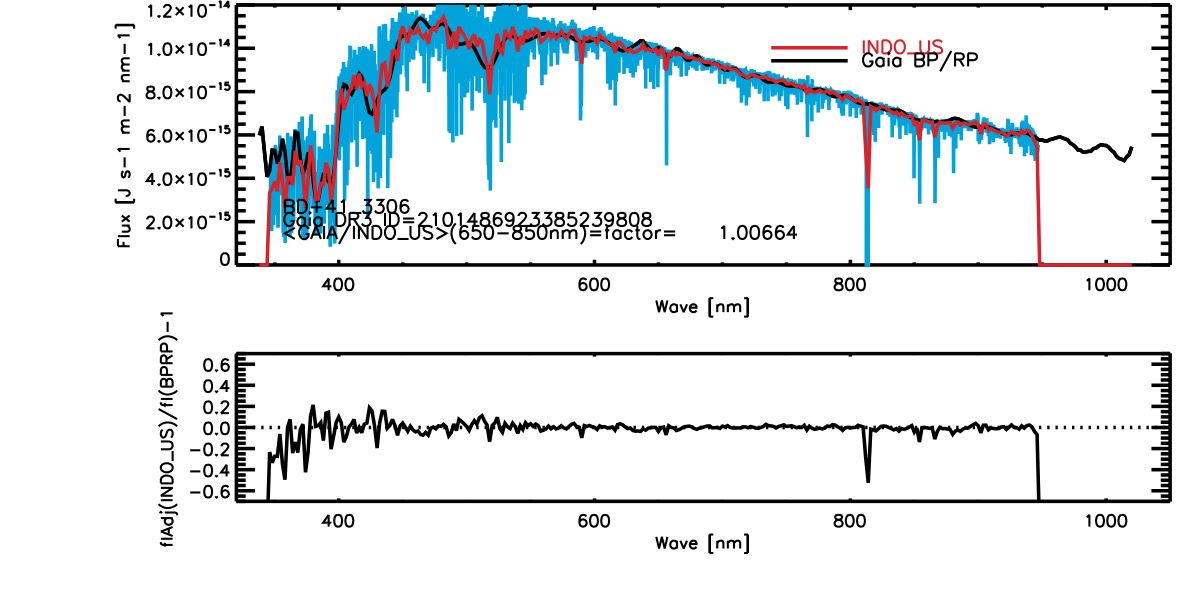 1.2×10−14
1.0×10−14
8.0×10−15
6.0×10−15
4.0×10−15
2.0×10−15
0
Flux [J s−1 m−2 nm−1]
INDO_US
Gaia BP/RP
BD+41_3306
Gaia DR3 ID=2101486923385239808
<GAIA/INDO_US>(650−850nm)=factor= 1.00664
400 600 800 1000
Wave [nm]
0.6
0.4
0.2
0.0
−0.2
−0.4
−0.6
flAdj(INDO_US)/fl(BPRP)−1
400 600 800 1000
Wave [nm]